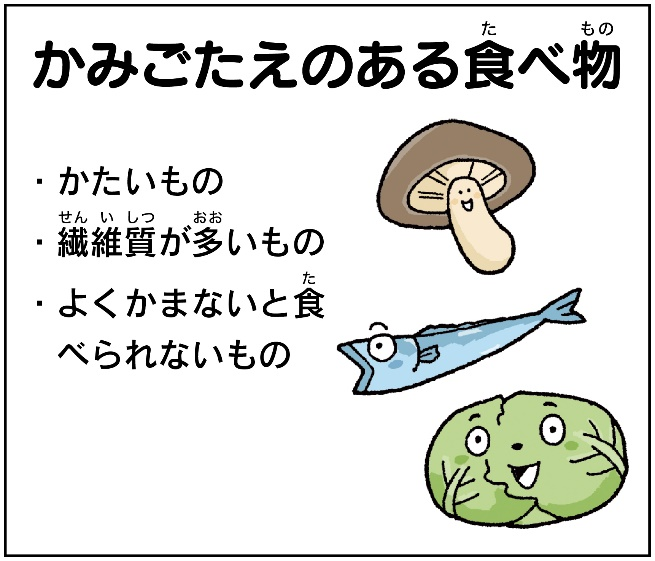 かみごたえのある食べ物
・かたいもの
・繊維質が多いもの
・よくかまないと食
べられないもの